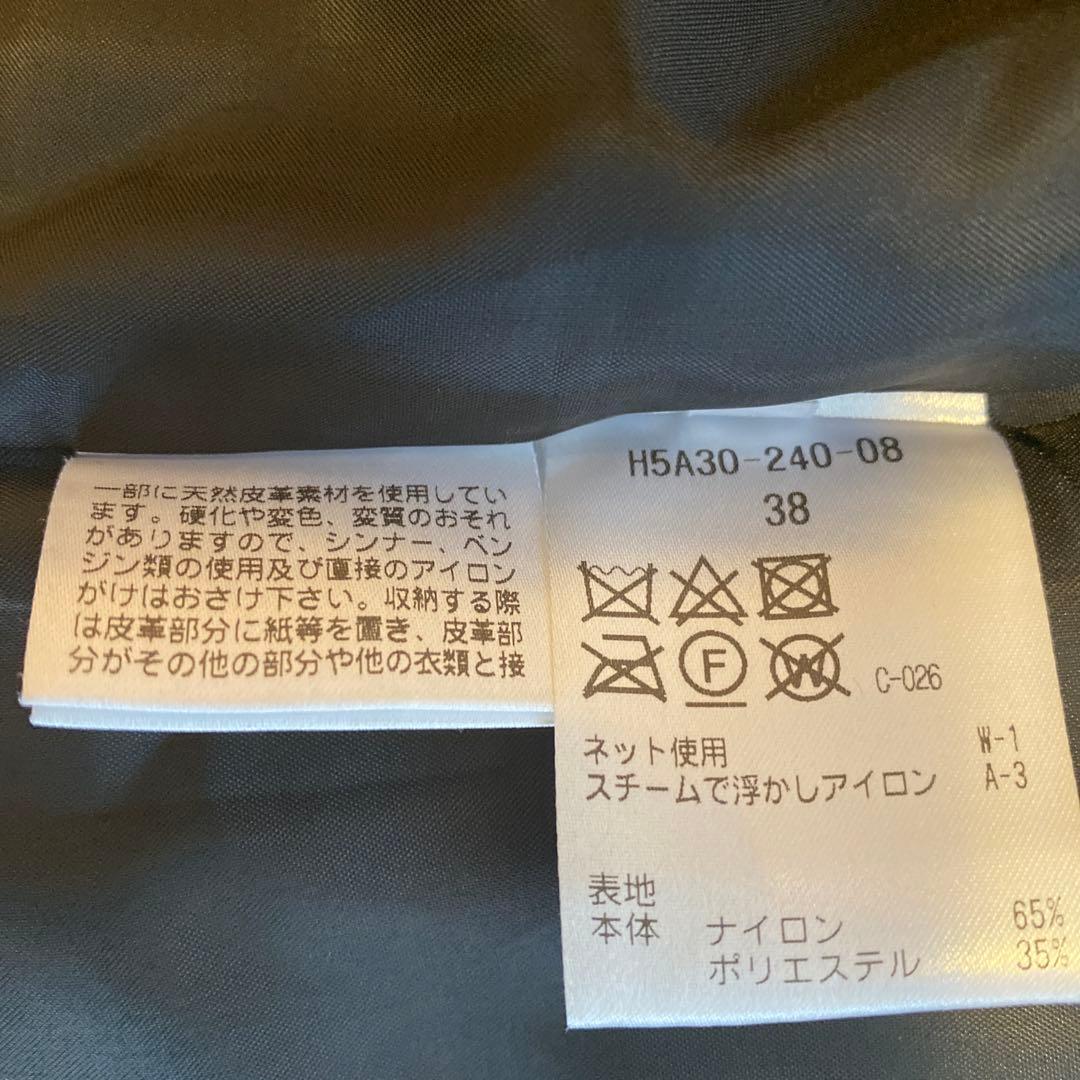 一部に天然皮革素材を使用してい
ます。硬化や変色、変質のおそれ
がありますので、シンナー、ベン
ジン類の使用及び直接のアイロン
がけはおさけ下さい。収納する際
は皮革部分に紙等を置き、皮革部
分がその他の部分や他の衣類と接
H5A30-240-08
38
F W C-026
ネット使用 W-1
スチームで浮かしアイロン A-3
表地
本体 ナイロン 65%
ポリエステル 35%